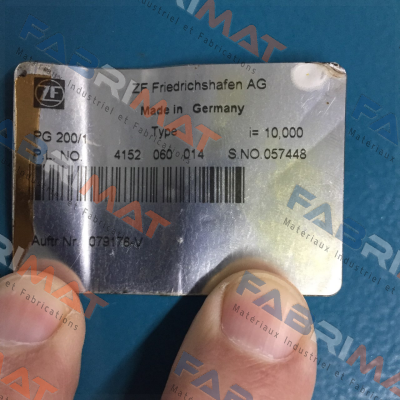 ZF Friedrichshafen AG
ZF
Made in Germany
PG 200/1 Type i= 10,000
P.L. NO. 4152 060 014 S.NO.057448
Auftr Nr. 079176-V
FABRIMAT
Matériaux Industriel et Fabrications